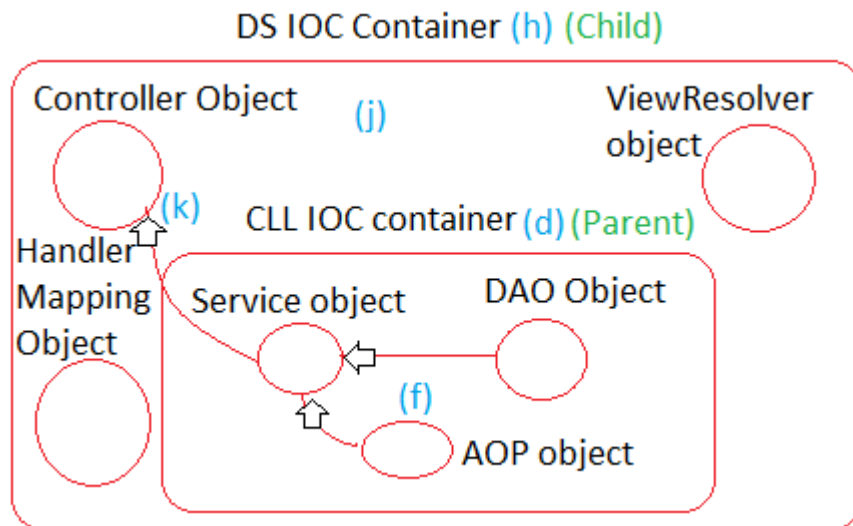 DS IOC Container (h) (Child)
Controller Object
(j)
ViewResolver
object
(k)
CLL IOC container (d) (Parent)
Handler
Mapping
Object
Service object
DAO Object
(f)
AOP object